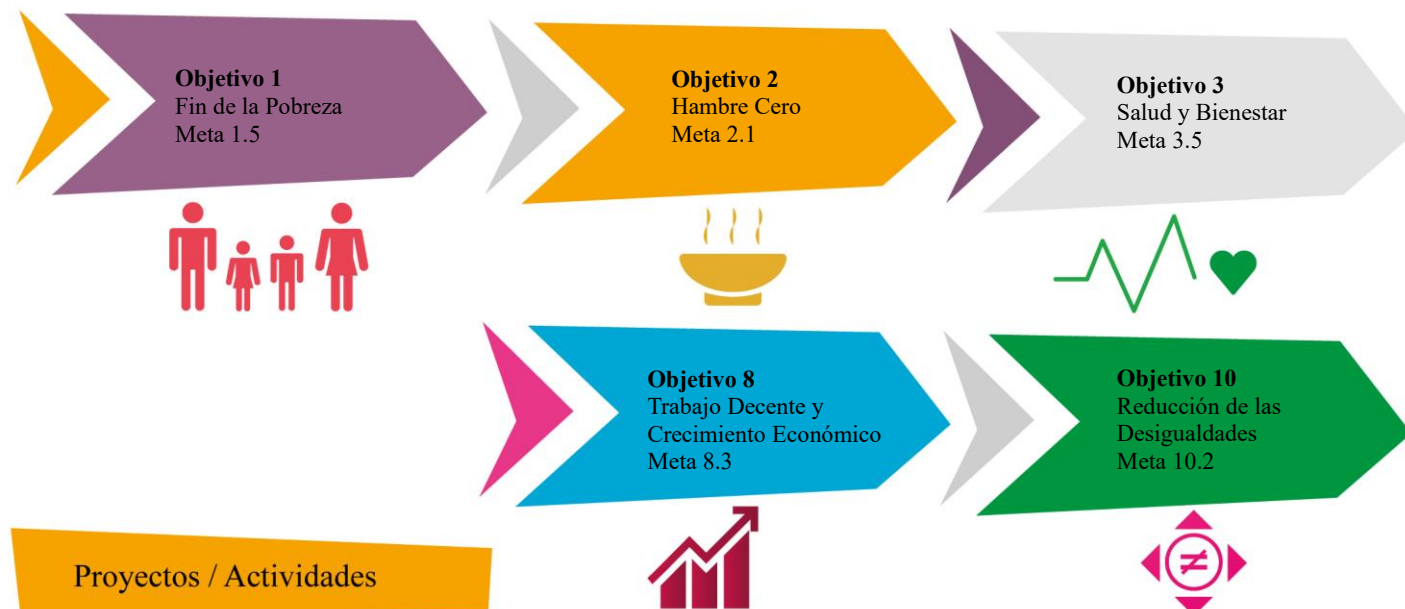 Objetivo 1
Fin de la Pobreza
Meta 1.5
Objetivo 2
Hambre Cero
Meta 2.1
Objetivo 3
Salud y Bienestar
Meta 3.5
Objetivo 8
Trabajo Decente y
Crecimiento Económico
Meta 8.3
Objetivo 10
Reducción de las
Desigualdades
Meta 10.2
Proyectos / Actividades